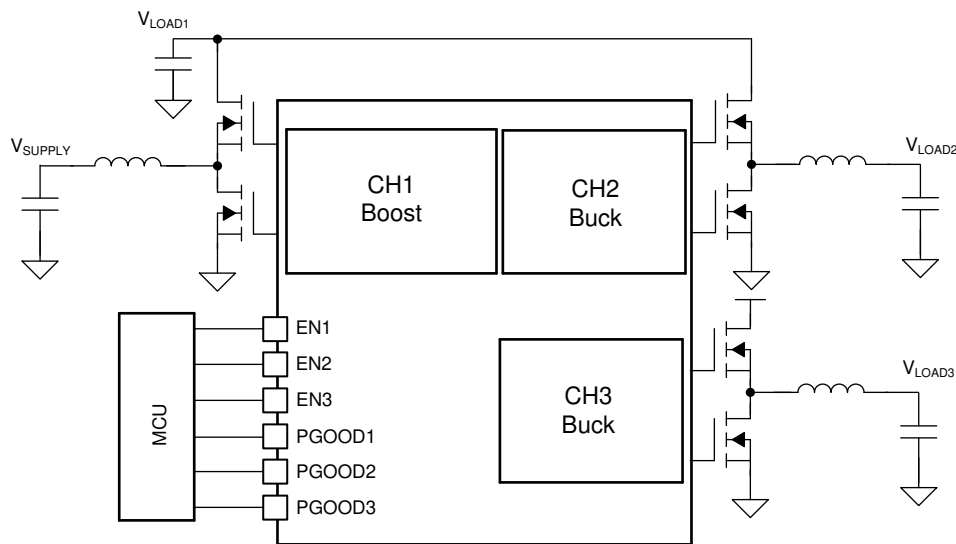 VLOAD1
VSUPPLY
CH1
Boost
CH2
Buck
VLOAD2
EN1
EN2
EN3
PGOOD1
PGOOD2
PGOOD3
MCU
CH3
Buck
VLOAD3